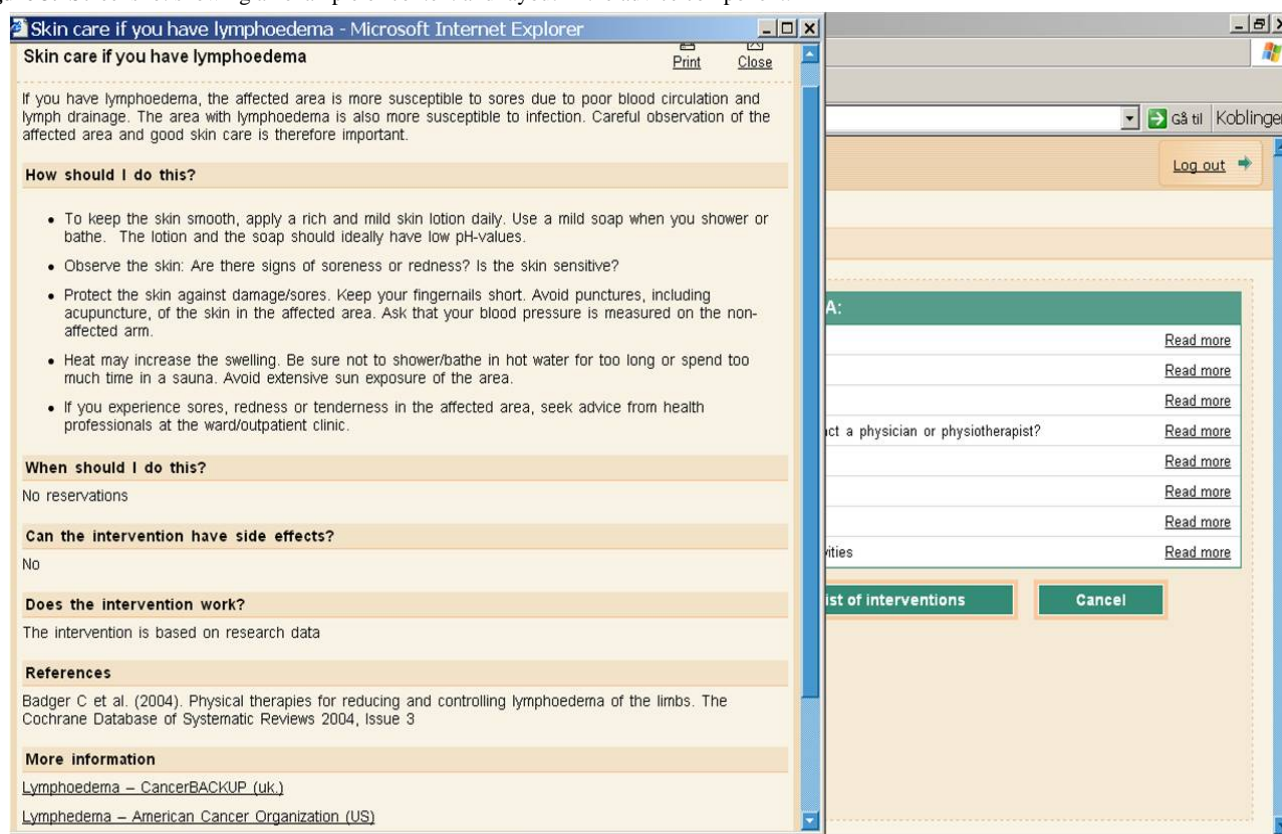 Skin care if you have lymphoedema - Microsoft Internet Explorer
Skin care if you have lymphoedema
Print
Close
If you have lymphoedema, the affected area is more susceptible to sores due to poor blood circulation and
lymph drainage. The area with lymphoedema is also more susceptible to infection. Careful observation of the
affected area and good skin care is therefore important.
How should I do this?
• To keep the skin smooth, apply a rich and mild skin lotion daily. Use a mild soap when you shower or
bathe. The lotion and the soap should ideally have low pH-values.
• Observe the skin: Are there signs of soreness or redness? Is the skin sensitive?
• Protect the skin against damage/sores. Keep your fingernails short. Avoid punctures, including
acupuncture, of the skin in the affected area. Ask that your blood pressure is measured on the non-
affected arm.
• Heat may increase the swelling. Be sure not to shower/bathe in hot water for too long or spend too
much time in a sauna. Avoid extensive sun exposure of the area.
• If you experience sores, redness or tenderness in the affected area, seek advice from health
professionals at the ward/outpatient clinic.
When should I do this?
No reservations
Can the intervention have side effects?
No
Does the intervention work?
The intervention is based on research data
References
Badger C et al. (2004). Physical therapies for reducing and controlling lymphoedema of the limbs. The
Cochrane Database of Systematic Reviews 2004, Issue 3
More information
Lymphoedema – CancerBACKUP (uk.)
Lymphedema – American Cancer Organization (US)
Gå til Koblinger
Log out
A:
Read more
Read more
Read more
act a physician or physiotherapist? Read more
Read more
Read more
Read more
vities Read more
ist of interventions
Cancel